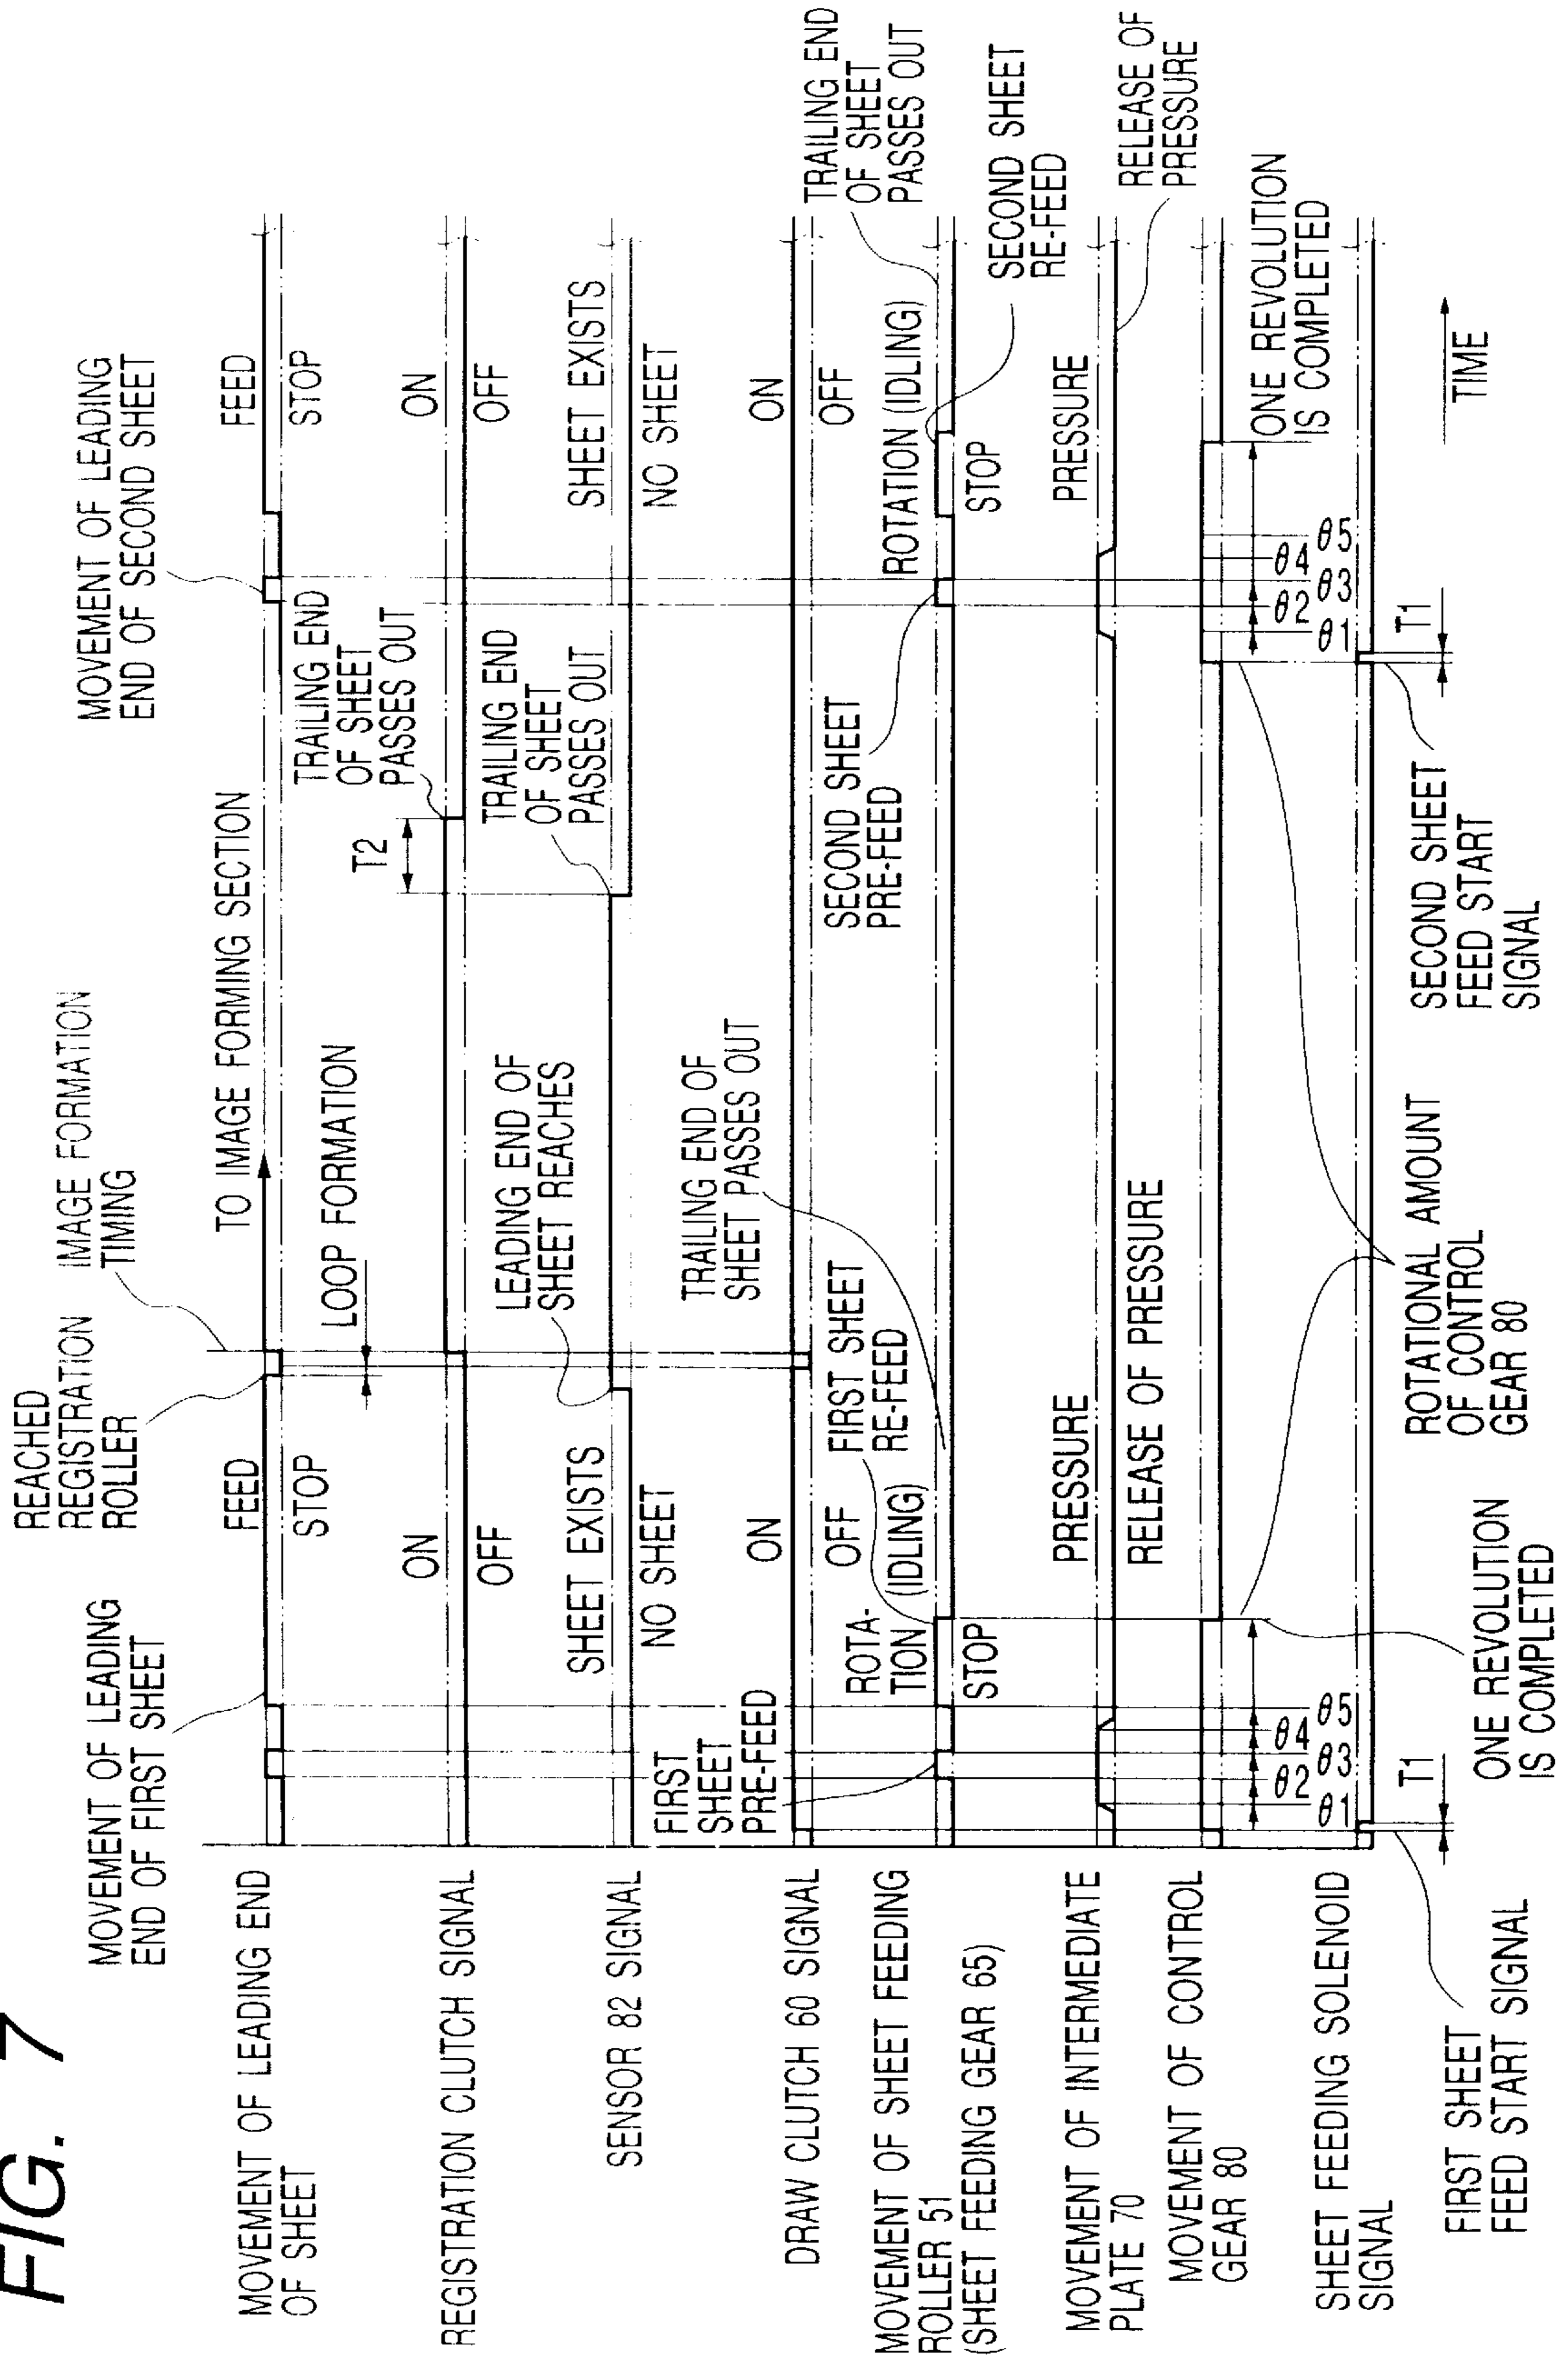 FIG. 7
MOVEMENT OF LEADING END
OF SHEET
MOVEMENT OF LEADING
END OF FIRST SHEET
FEED
STOP
REACHED
REGISTRATION
ROLLER
IMAGE FORMATION
TIMING
LOOP FORMATION
TO IMAGE FORMING SECTION
MOVEMENT OF LEADING
END OF SECOND SHEET
FEED
STOP
REGISTRATION CLUTCH SIGNAL
ON
OFF
T2
TRAILING END
OF SHEET
PASSES OUT
ON
OFF
SENSOR 82 SIGNAL
SHEET EXISTS
NO SHEET
LEADING END OF
SHEET REACHES
TRAILING END
OF SHEET
PASSES OUT
SHEET EXISTS
NO SHEET
DRAW CLUTCH 60 SIGNAL
ON
OFF
ON
OFF
MOVEMENT OF SHEET FEEDING
ROLLER 51
(SHEET FEEDING GEAR 65)
FIRST
SHEET
PRE-FEED
ROTA-
TION
(IDLING)
STOP
FIRST SHEET
RE-FEED
TRAILING END OF
SHEET PASSES OUT
SECOND SHEET
PRE-FEED
ROTATION (IDLING)
STOP
TRAILING END
OF SHEET
PASSES OUT
SECOND SHEET
RE-FEED
MOVEMENT OF INTERMEDIATE
PLATE 70
PRESSURE
RELEASE OF PRESSURE
PRESSURE
RELEASE OF
PRESSURE
MOVEMENT OF CONTROL
GEAR 80
θ1
θ2
θ3
θ4
θ5
ONE REVOLUTION
IS COMPLETED
ROTATIONAL AMOUNT
OF CONTROL
GEAR 80
θ1
θ2
θ3
θ4
θ5
ONE REVOLUTION
IS COMPLETED
SHEET FEEDING SOLENOID
SIGNAL
FIRST SHEET
FEED START SIGNAL
T1
SECOND SHEET
FEED START
SIGNAL
T1
TIME